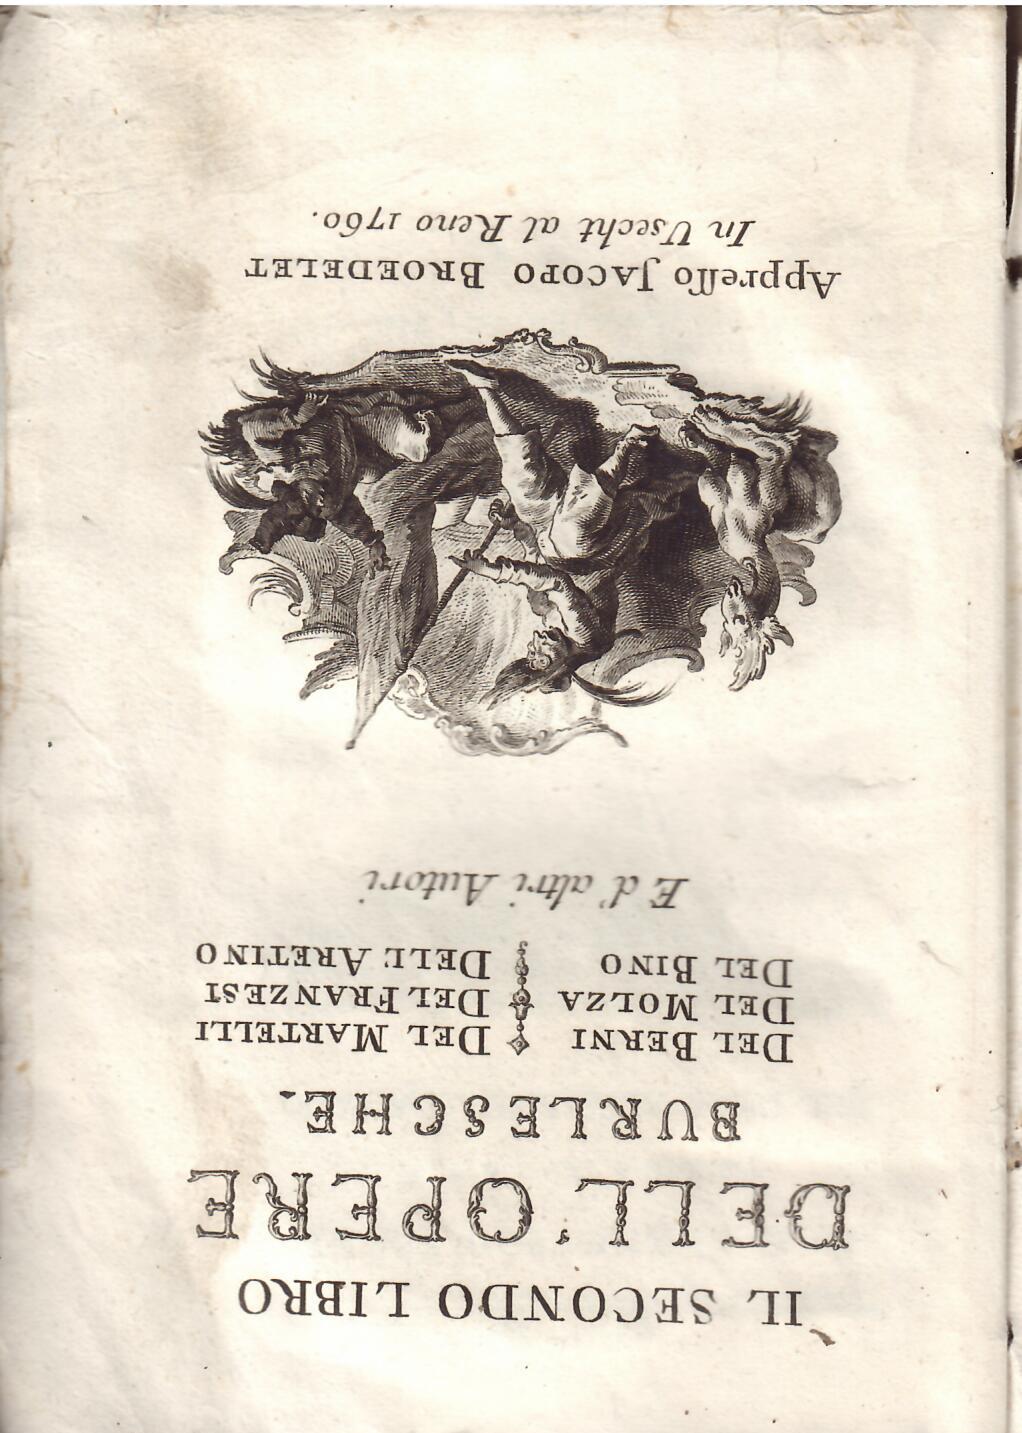 IL SECONDO LIBRO
DELL'OPERE
BURLESCHE.
DEL BERNI DEL MARTELLI
DEL MOLZA DEL FRANZESI
DEL BINO DELL'ARETINO
E d'altri Autori
Appreſſo JACOPO BROEDELET
In Usecht al Reno 1760.